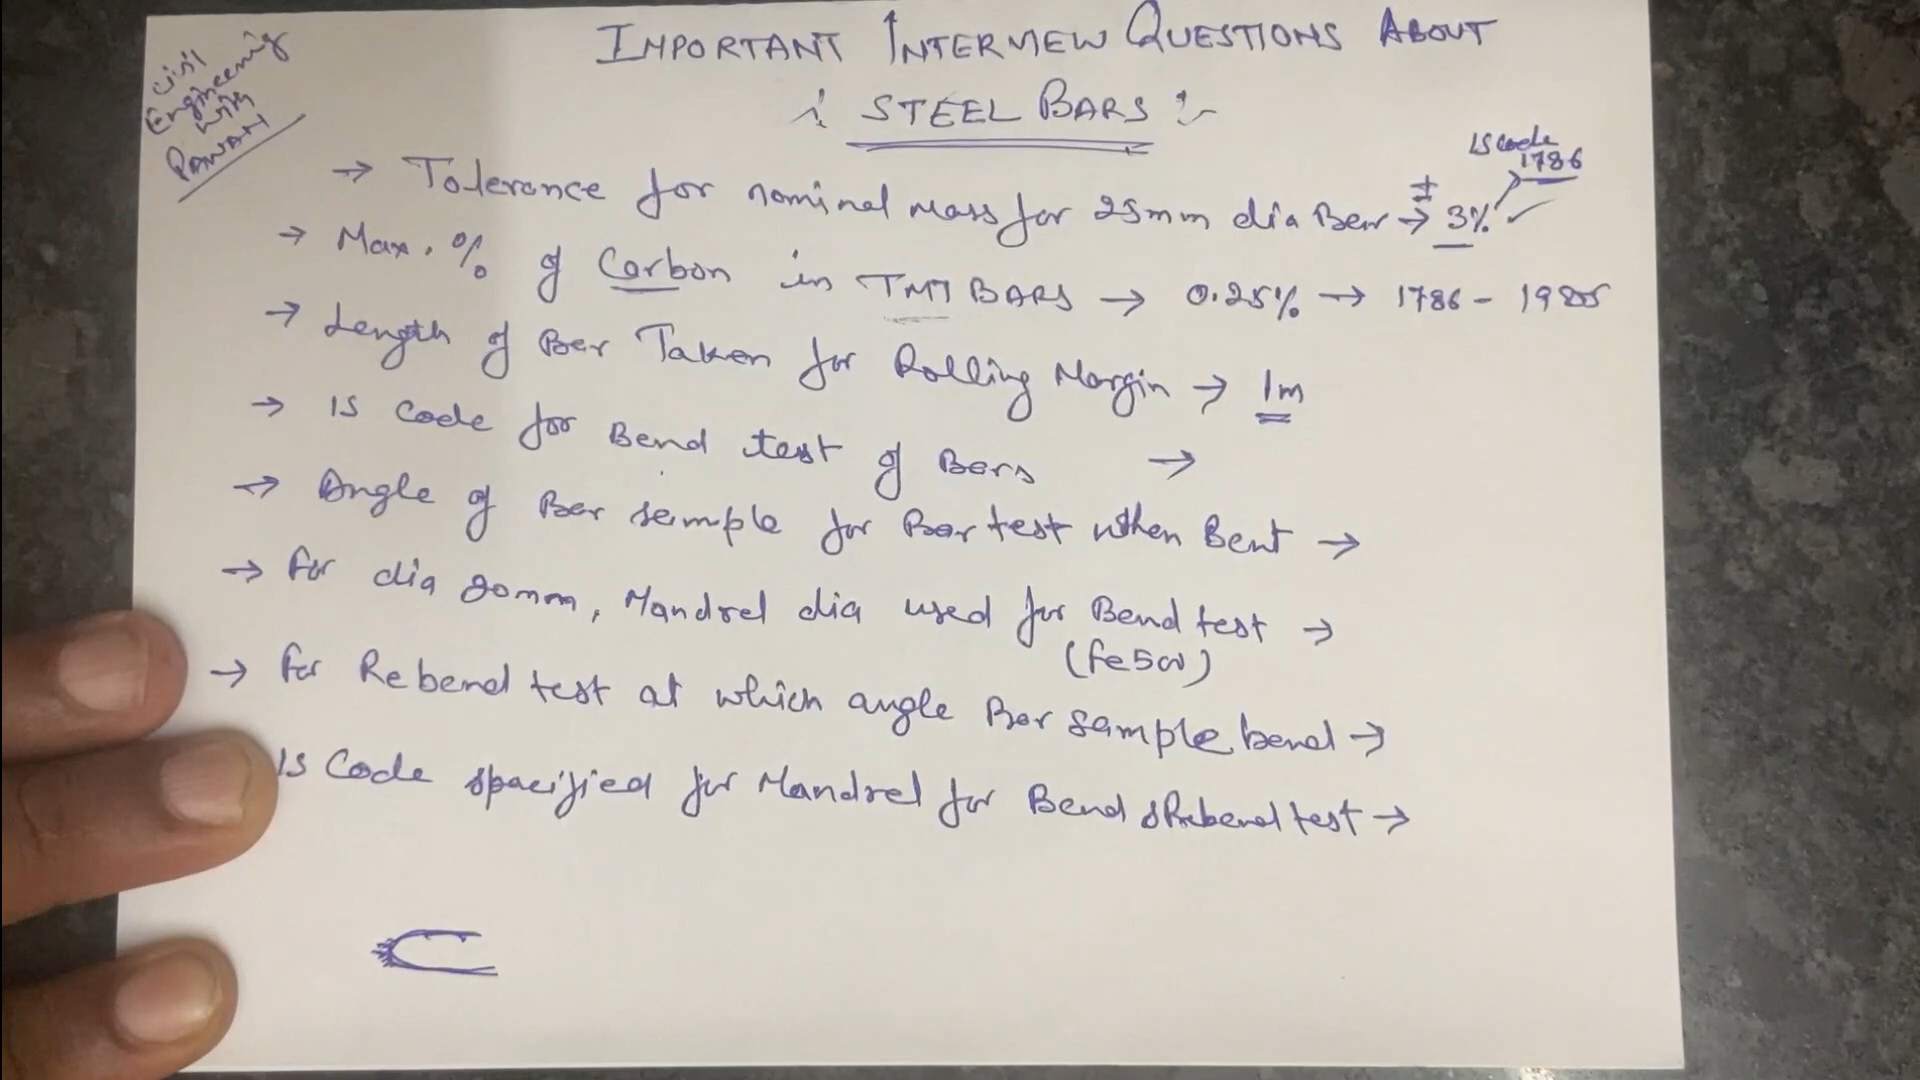 Civil
Engineering
with
PAWAN
IMPORTANT INTERVIEW QUESTIONS ABOUT
STEEL BARS :-
IS code
1786
→ Tolerance for nominal mass for 25mm dia Bar → ± 3% ✓
→ Max. % of Carbon in TMT BARS → 0.25% → 1786 - 1985
→ Length of Bar Taken for Rolling Margin → 1m
→ IS Code for Bend test of Bars →
→ Angle of Bar sample for Bar test when Bent →
→ for dia 20mm, Mandrel dia used for Bend test →
(fe500)
→ for Rebend test at which angle Bar sample bend →
IS Code specified for Mandrel for Bend & Rebend test →